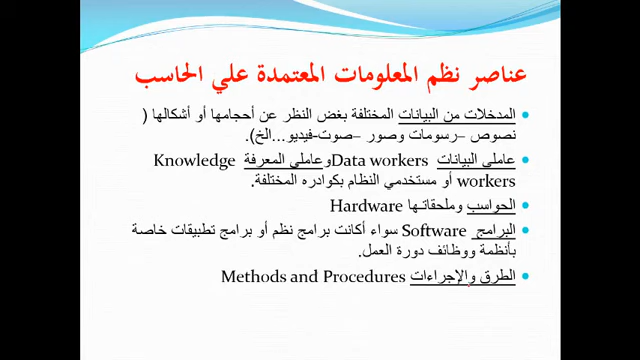 عناصر نظم المعلومات المعتمدة علي الحاسب
المدخلات من البيانات المختلفة بغض النظر عن أحجامها أو أشكالها (
نصوص –رسومات وصور –صوت-فيديو...الخ).
عاملي البيانات Data workers وعاملي المعرفة Knowledge
workers أو مستخدمي النظام بكوادره المختلفة.
الحواسب وملحقاتها Hardware
البرامج Software سواء أكانت برامج نظم أو برامج تطبيقات خاصة
بأنظمة ووظائف دورة العمل.
الطرق والإجراءات Methods and Procedures